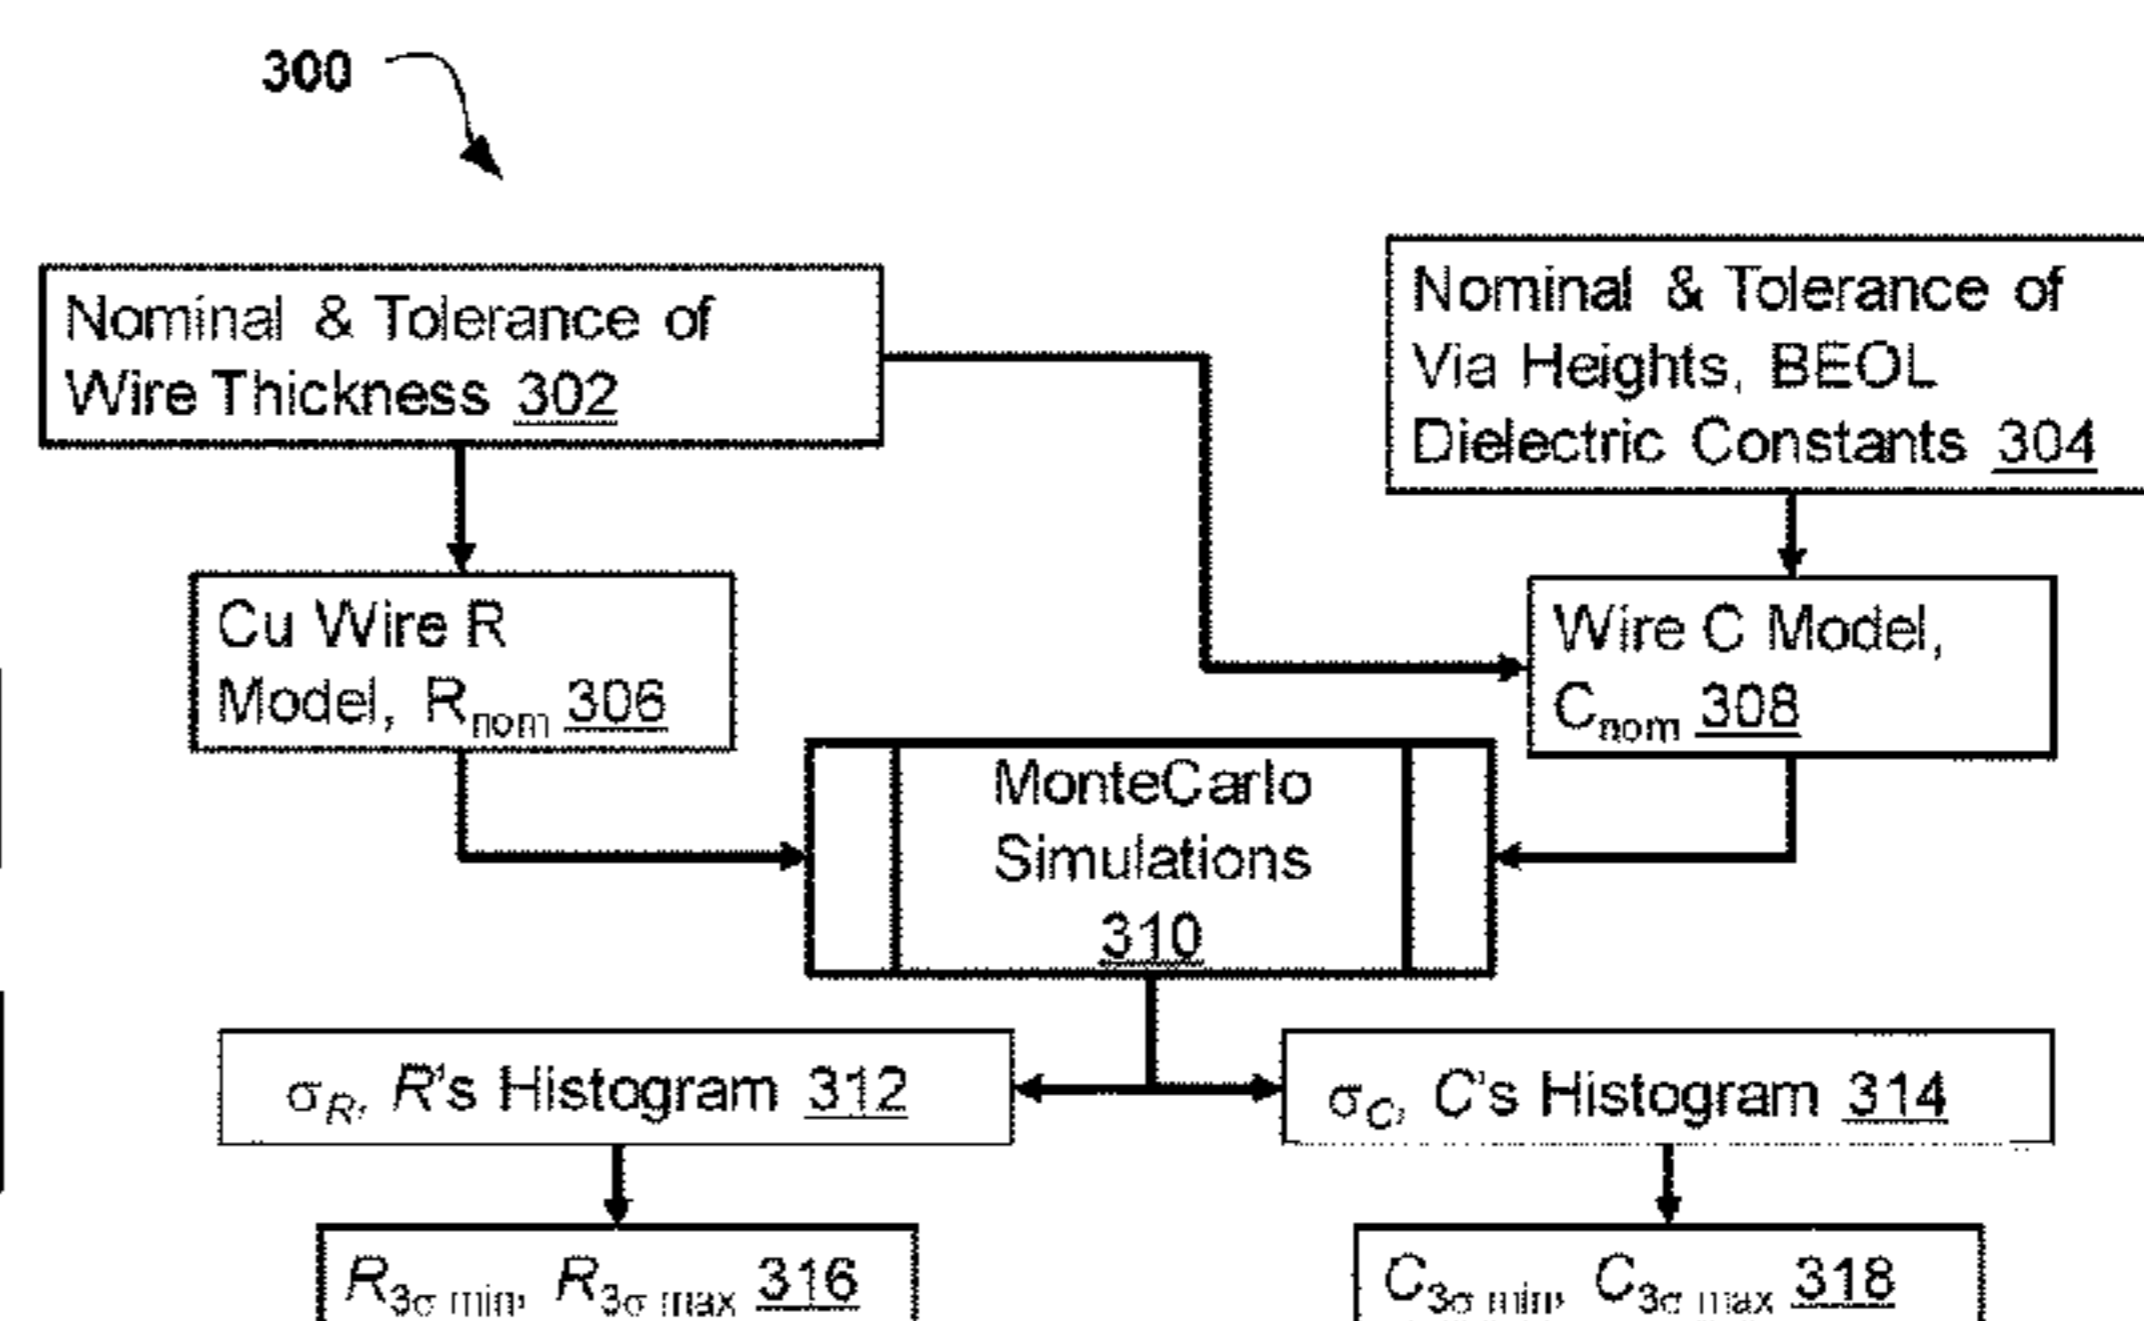 300
Nominal & Tolerance of
Wire Thickness 302
Nominal & Tolerance of
Via Heights, BEOL
Dielectric Constants 304
Cu Wire R
Model, Rnom 306
Wire C Model,
Cnom 308
MonteCarlo
Simulations
310
σR, R's Histogram 312
σC, C's Histogram 314
R3σ min, R3σ max 316
C3σ min, C3σ max 318